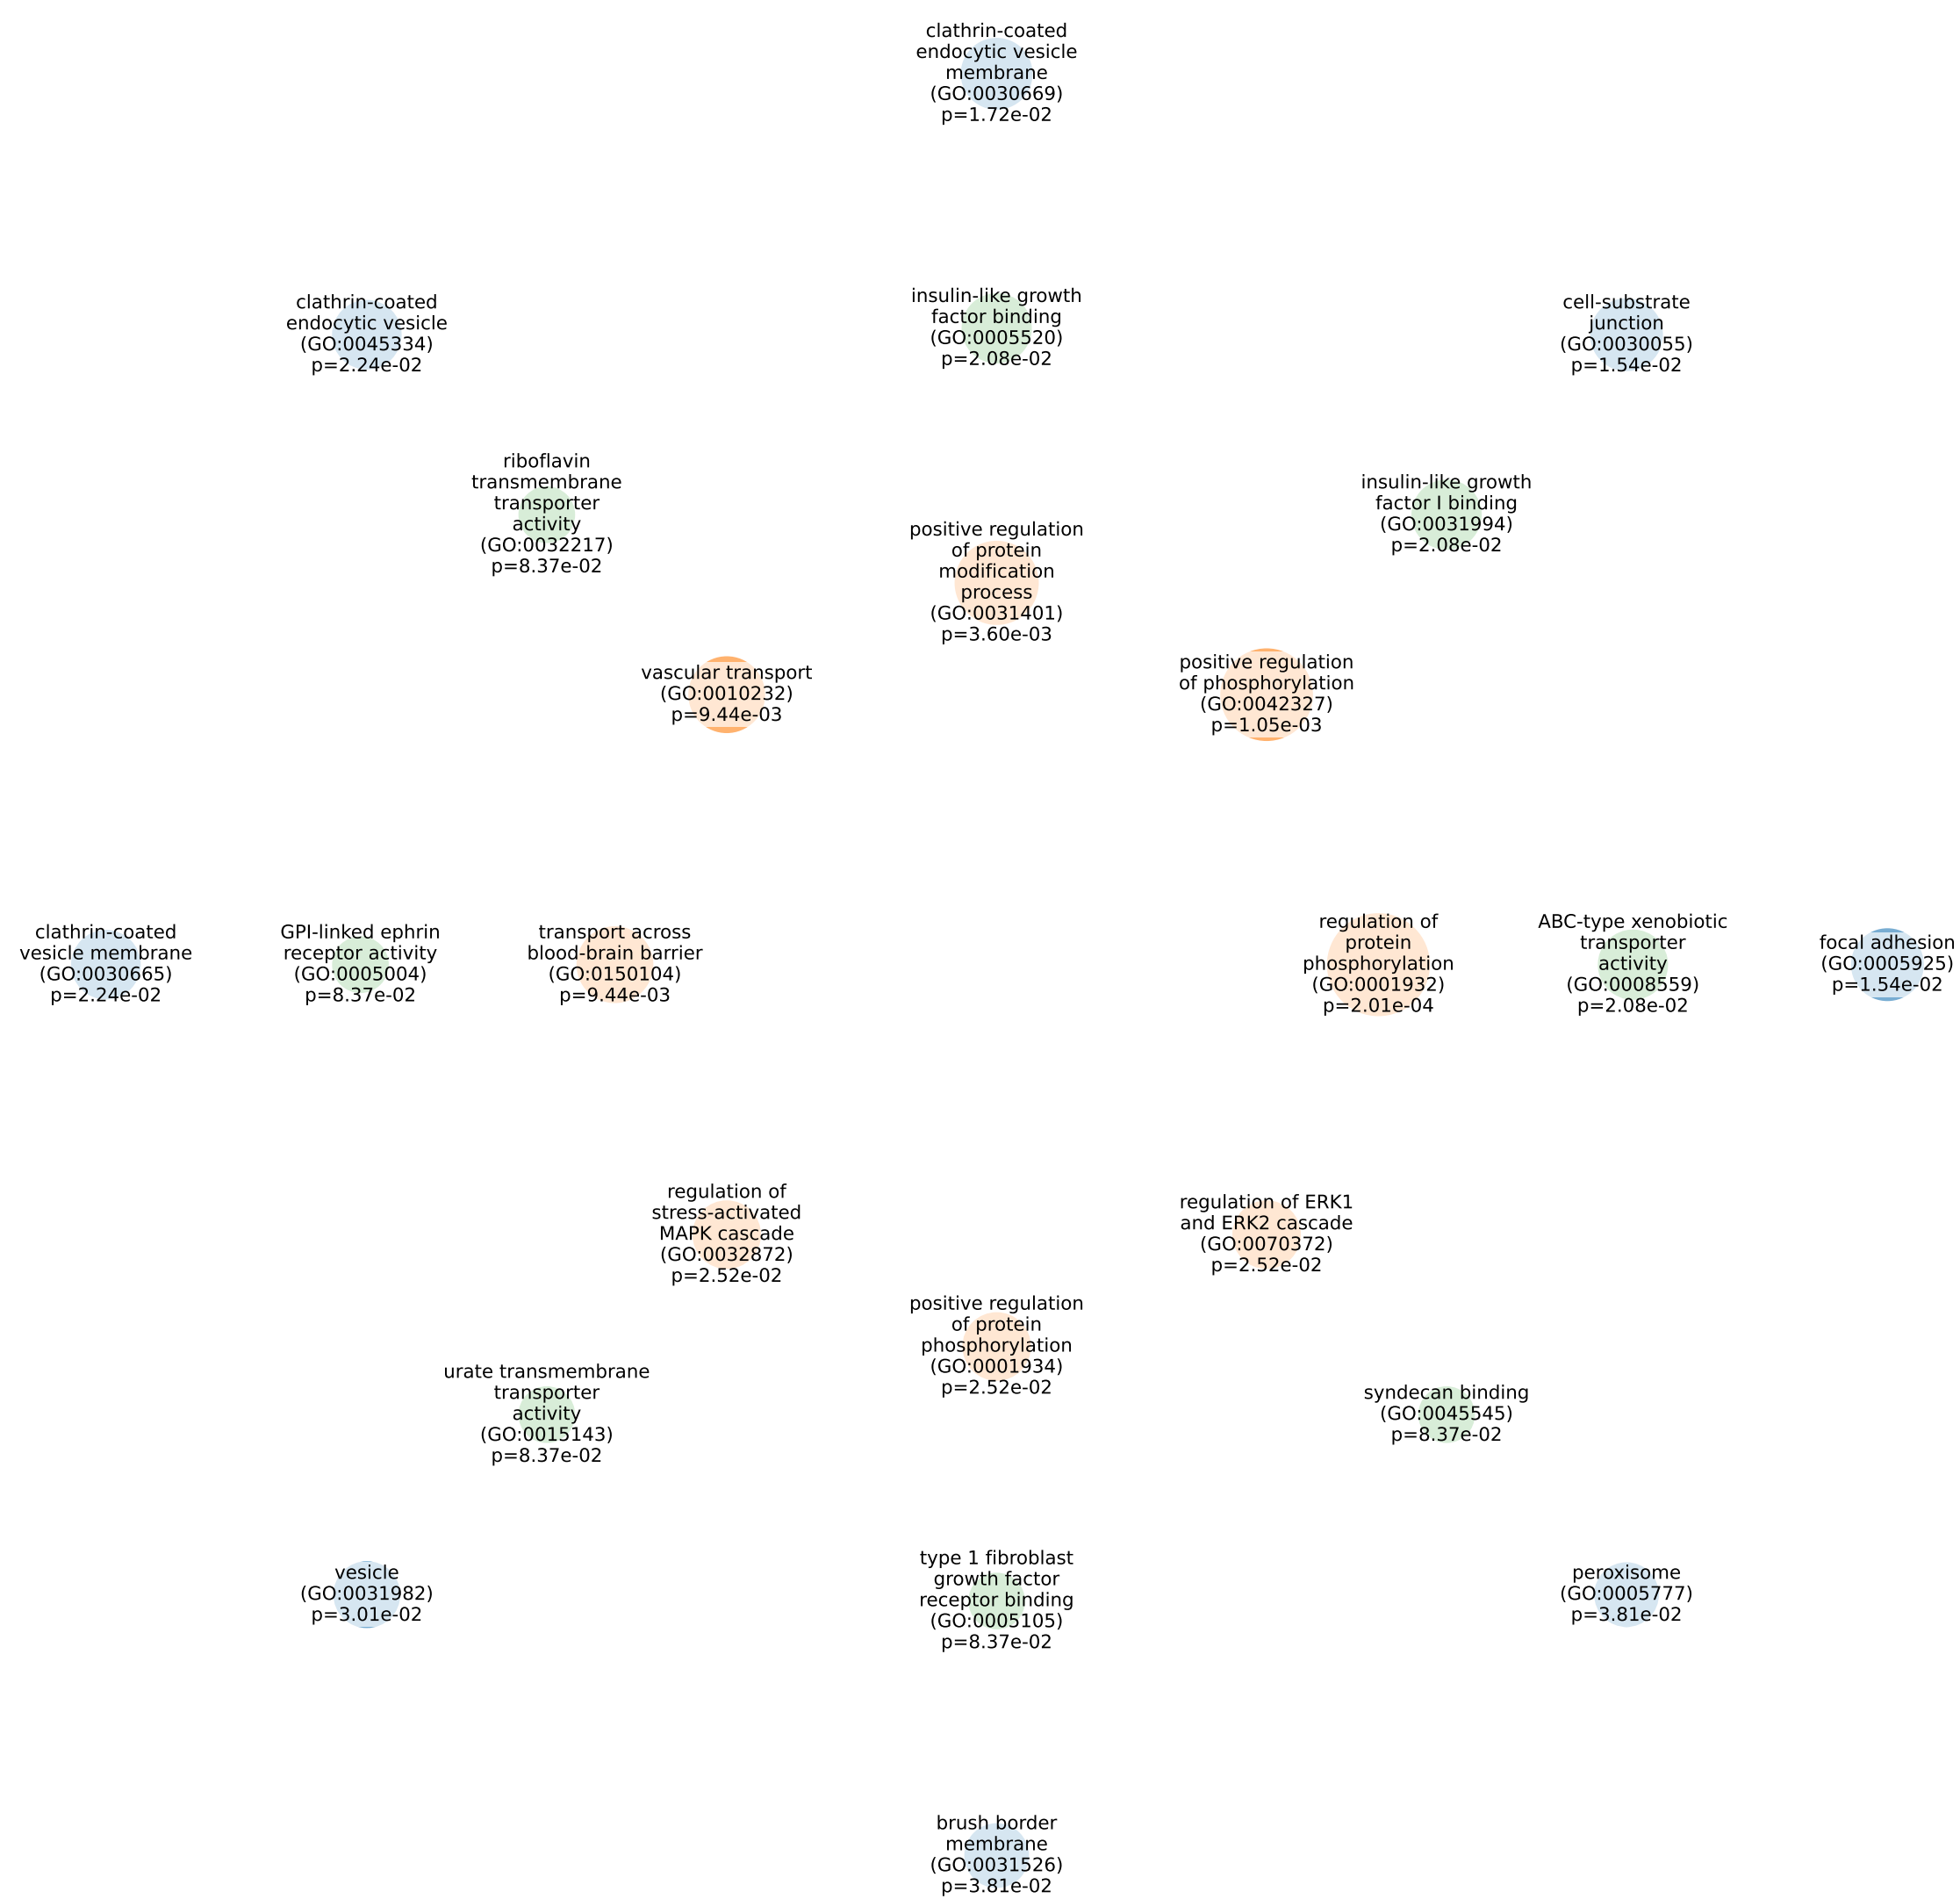 clathrin-coated
endocytic vesicle
membrane
(GO:0030669)
p=1.72e-02
clathrin-coated
endocytic vesicle
(GO:0045334)
p=2.24e-02
insulin-like growth
factor binding
(GO:0005520)
p=2.08e-02
cell-substrate
junction
(GO:0030055)
p=1.54e-02
riboflavin
transmembrane
transporter
activity
(GO:0032217)
p=8.37e-02
positive regulation
of protein
modification
process
(GO:0031401)
p=3.60e-03
insulin-like growth
factor I binding
(GO:0031994)
p=2.08e-02
vascular transport
(GO:0010232)
p=9.44e-03
positive regulation
of phosphorylation
(GO:0042327)
p=1.05e-03
clathrin-coated
vesicle membrane
(GO:0030665)
p=2.24e-02
GPI-linked ephrin
receptor activity
(GO:0005004)
p=8.37e-02
transport across
blood-brain barrier
(GO:0150104)
p=9.44e-03
regulation of
protein
phosphorylation
(GO:0001932)
p=2.01e-04
ABC-type xenobiotic
transporter
activity
(GO:0008559)
p=2.08e-02
focal adhesion
(GO:0005925)
p=1.54e-02
regulation of
stress-activated
MAPK cascade
(GO:0032872)
p=2.52e-02
regulation of ERK1
and ERK2 cascade
(GO:0070372)
p=2.52e-02
positive regulation
of protein
phosphorylation
(GO:0001934)
p=2.52e-02
urate transmembrane
transporter
activity
(GO:0015143)
p=8.37e-02
syndecan binding
(GO:0045545)
p=8.37e-02
vesicle
(GO:0031982)
p=3.01e-02
type 1 fibroblast
growth factor
receptor binding
(GO:0005105)
p=8.37e-02
peroxisome
(GO:0005777)
p=3.81e-02
brush border
membrane
(GO:0031526)
p=3.81e-02